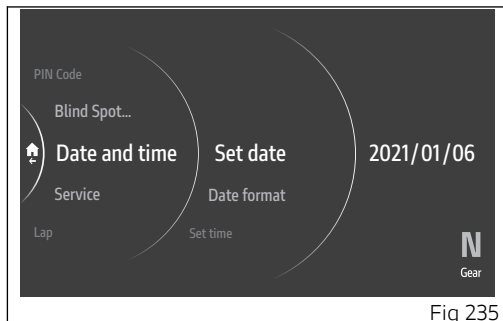 PIN Code
Blind Spot...
Date and time
Service
Lap
Set date
Date format
Set time
2021/01/06
N
Gear
Fig 235